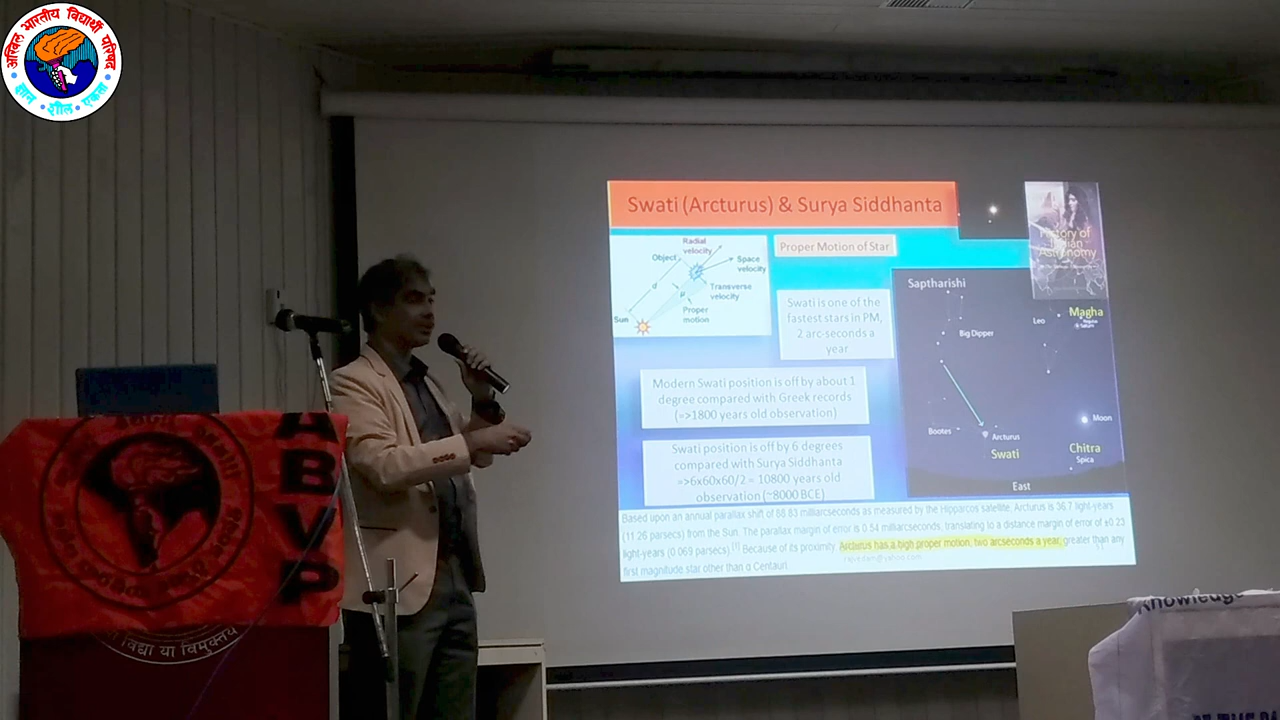 अखिल भारतीय विद्यार्थी परिषद
ज्ञान • शील • एकता
Swati (Arcturus) & Surya Siddhanta
History of
Indian
Astronomy
Radial
velocity
Object
Space
velocity
d
μ
Transverse
velocity
Proper
motion
Sun
Proper Motion of Star
Swati is one of the
fastest stars in PM,
2 arc-seconds a
year
Modern Swati position is off by about 1
degree compared with Greek records
(=>1800 years old observation)
Swati position is off by 6 degrees
compared with Surya Siddhanta
=>6x60x60/2 = 10800 years old
observation (~8000 BCE)
Saptharishi
Big Dipper
Leo
Magha
Regulus
Saturn
Moon
Bootes
Arcturus
Swati
Chitra
Spica
East
Based upon an annual parallax shift of 88.83 milliarcseconds as measured by the Hipparcos satellite, Arcturus is 36.7 light-years
(11.26 parsecs) from the Sun. The parallax margin of error is 0.54 milliarcseconds, translating to a distance margin of error of ±0.23
light-years (0.069 parsecs).[1] Because of its proximity, Arcturus has a high proper motion, two arcseconds a year, greater than any
first magnitude star other than α Centauri.
ABVP
विद्या या विमुक्तये
Knowledge